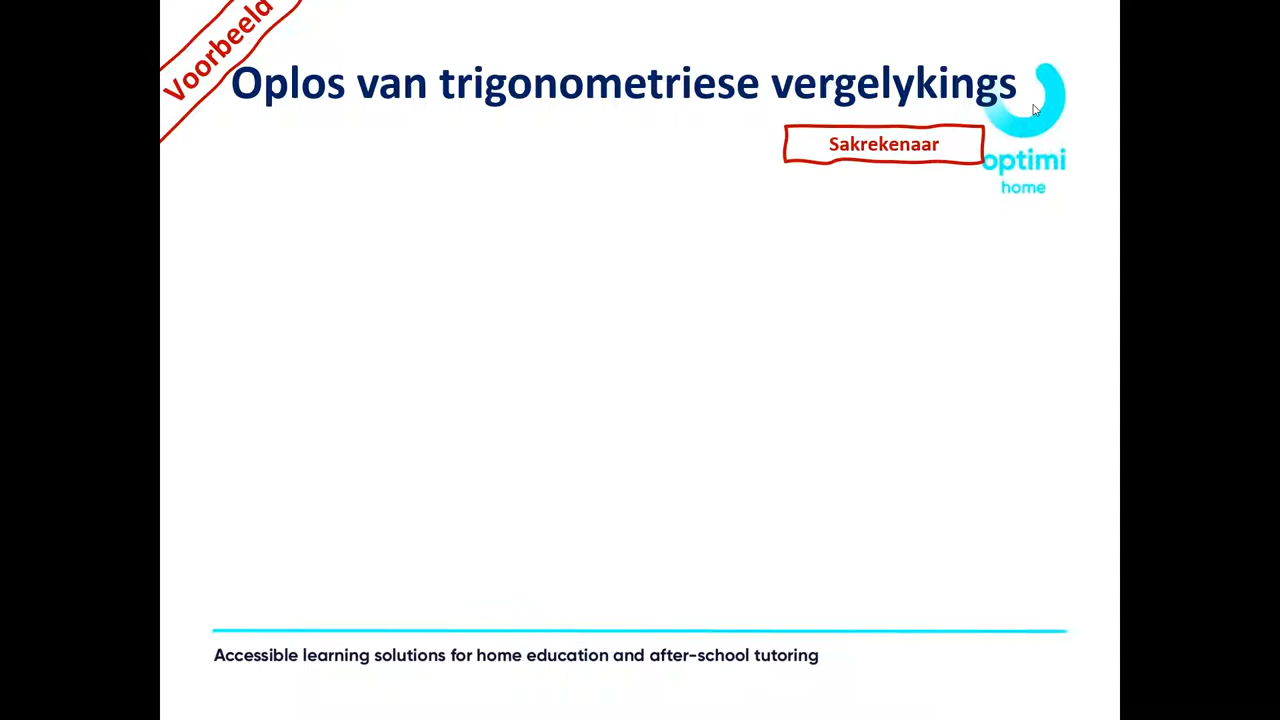 Voorbeeld
Oplos van trigonometriese vergelykings
Sakrekenaar
optimi
home
Accessible learning solutions for home education and after-school tutoring